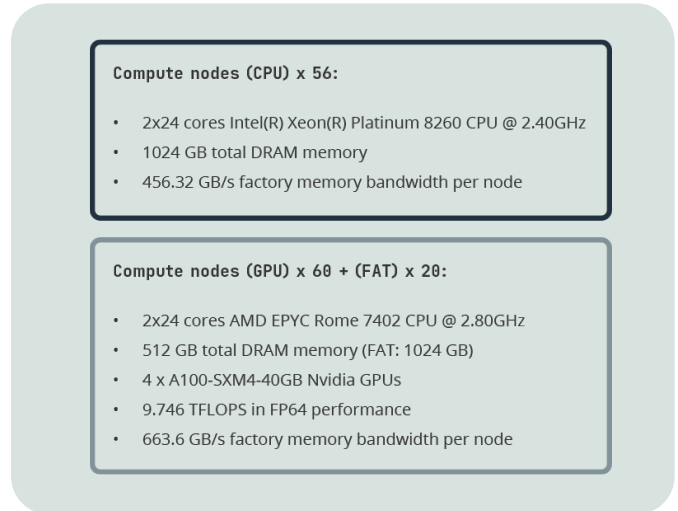 Compute nodes (CPU) x 56:
• 2x24 cores Intel(R) Xeon(R) Platinum 8260 CPU @ 2.40GHz
• 1024 GB total DRAM memory
• 456.32 GB/s factory memory bandwidth per node
Compute nodes (GPU) x 60 + (FAT) x 20:
• 2x24 cores AMD EPYC Rome 7402 CPU @ 2.80GHz
• 512 GB total DRAM memory (FAT: 1024 GB)
• 4 x A100-SXM4-40GB Nvidia GPUs
• 9.746 TFLOPS in FP64 performance
• 663.6 GB/s factory memory bandwidth per node